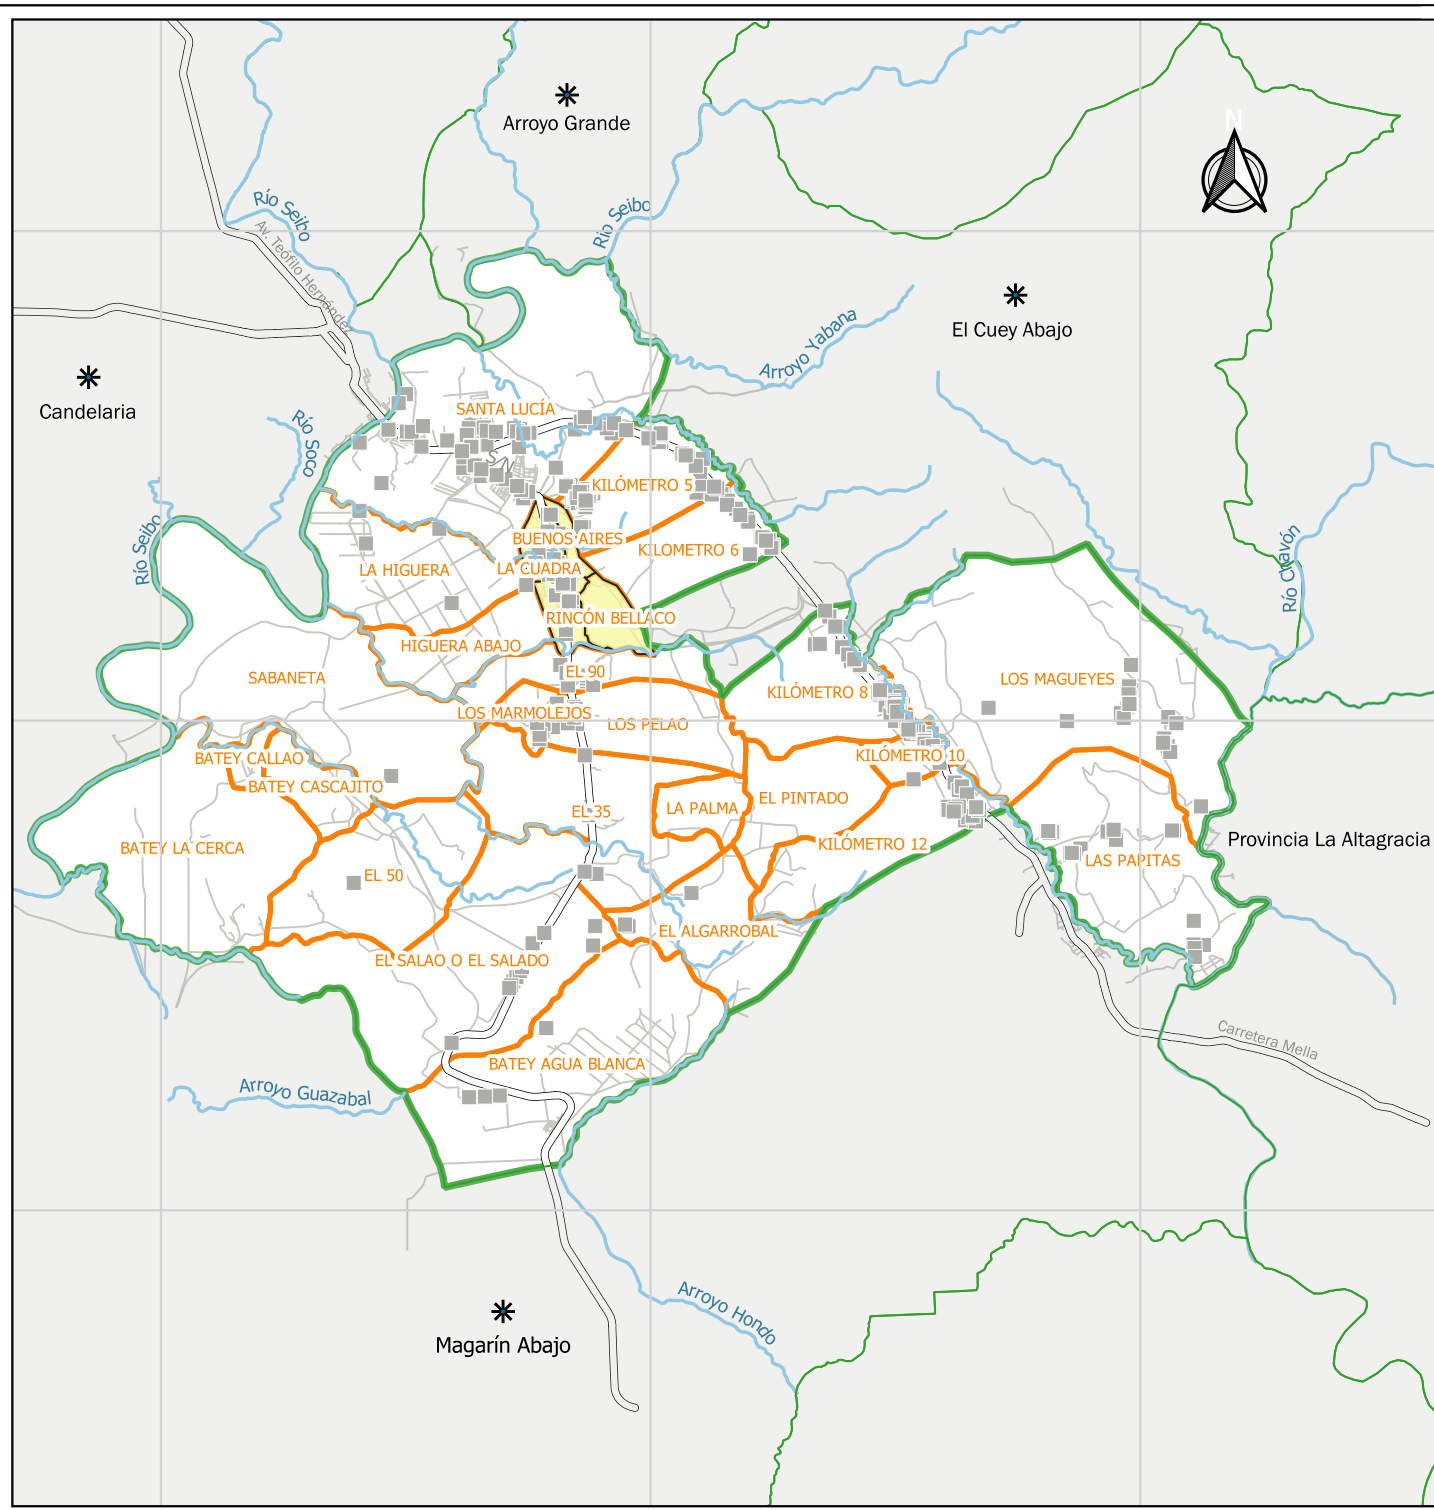 N
Arroyo Grande
Río Seibo
Río Seibo
Av. Teófilo Hernández
El Cuey Abajo
Arroyo Yabana
Candelaria
SANTA LUCÍA
Río Soco
KILÓMETRO 5
Río Seibo
BUENOS AIRES
KILOMETRO 6
LA HIGUERA
LA CUADRA
Río Chavón
RINCÓN BELLACO
HIGUERA ABAJO
EL 90
SABANETA
LOS MAGUEYES
KILÓMETRO 8
LOS MARMOLEJOS
LOS PELAO
BATEY CALLAO
KILÓMETRO 10
BATEY CASCAJITO
EL PINTADO
LA PALMA
EL 35
Provincia La Altagracia
KILÓMETRO 12
BATEY LA CERCA
LAS PAPITAS
EL 50
EL ALGARROBAL
EL SALAO O EL SALADO
Carretera Mella
BATEY AGUA BLANCA
Arroyo Guazabal
Arroyo Hondo
Magarín Abajo